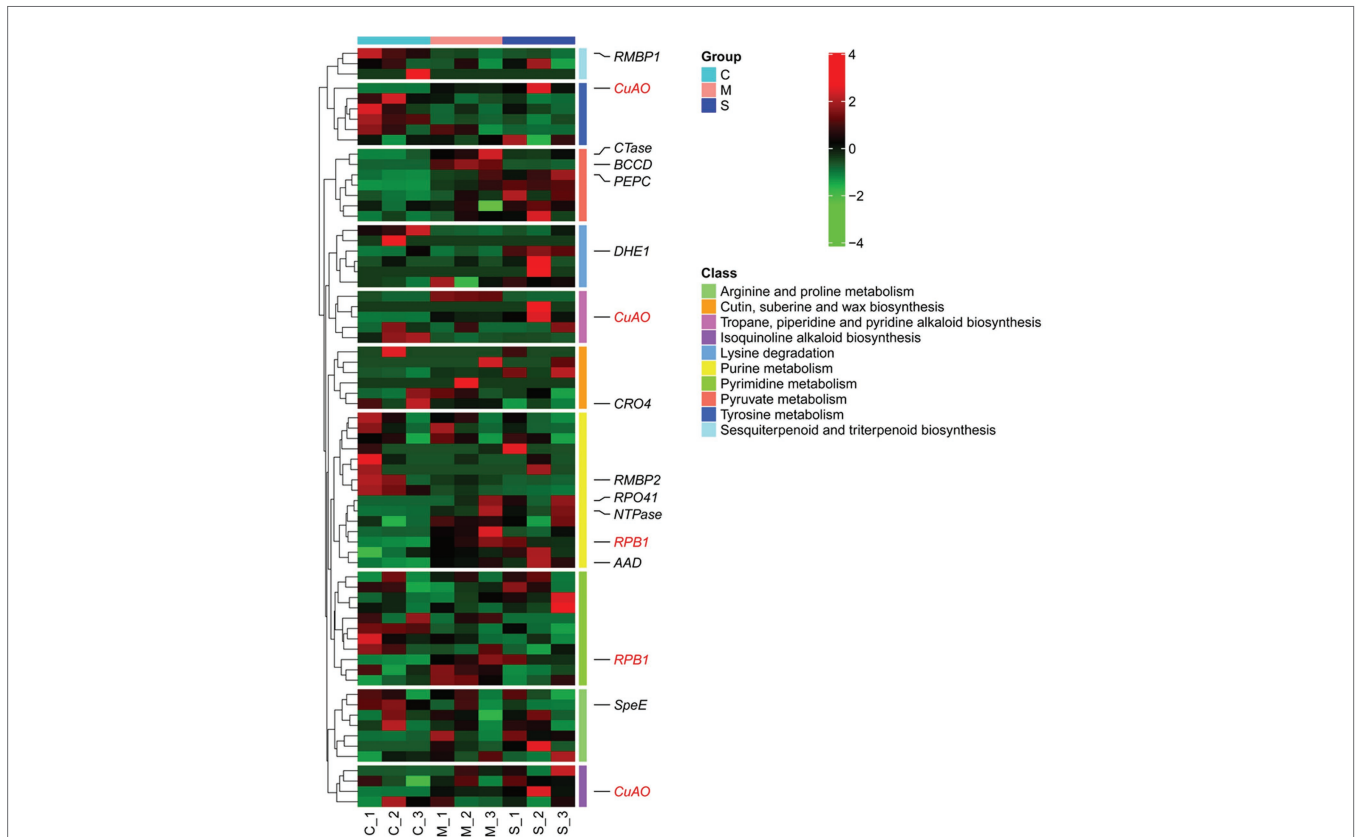 RMBP1
CuAO
CTase
BCCD
PEPC
DHE1
CuAO
CRO4
RMBP2
RPO41
NTPase
RPB1
AAD
RPB1
SpeE
CuAO
C_1
C_2
C_3
M_1
M_2
M_3
S_1
S_2
S_3
Group
C
M
S
4
2
0
−2
−4
Class
Arginine and proline metabolism
Cutin, suberine and wax biosynthesis
Tropane, piperidine and pyridine alkaloid biosynthesis
Isoquinoline alkaloid biosynthesis
Lysine degradation
Purine metabolism
Pyrimidine metabolism
Pyruvate metabolism
Tyrosine metabolism
Sesquiterpenoid and triterpenoid biosynthesis